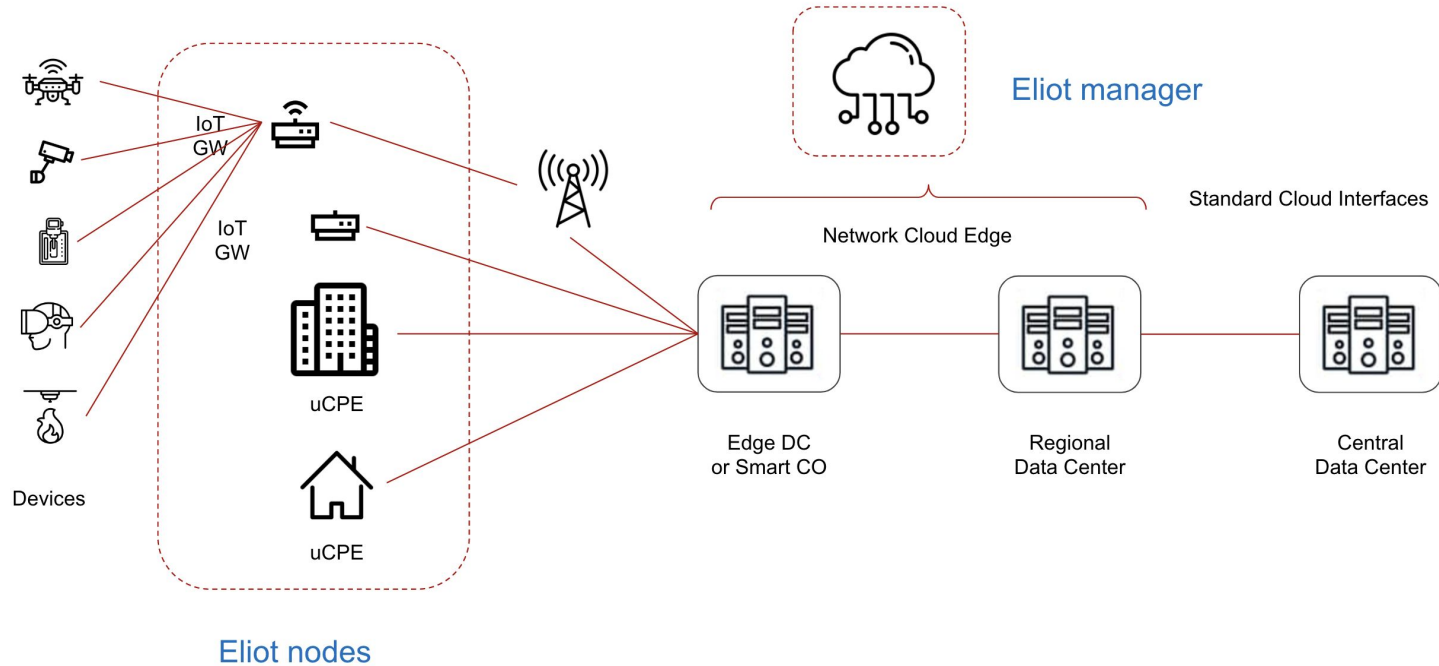 Eliot manager
IoT
GW
Standard Cloud Interfaces
IoT
GW
Network Cloud Edge
uCPE
Edge DC
or Smart CO
Regional
Data Center
Central
Data Center
Devices
uCPE
Eliot nodes